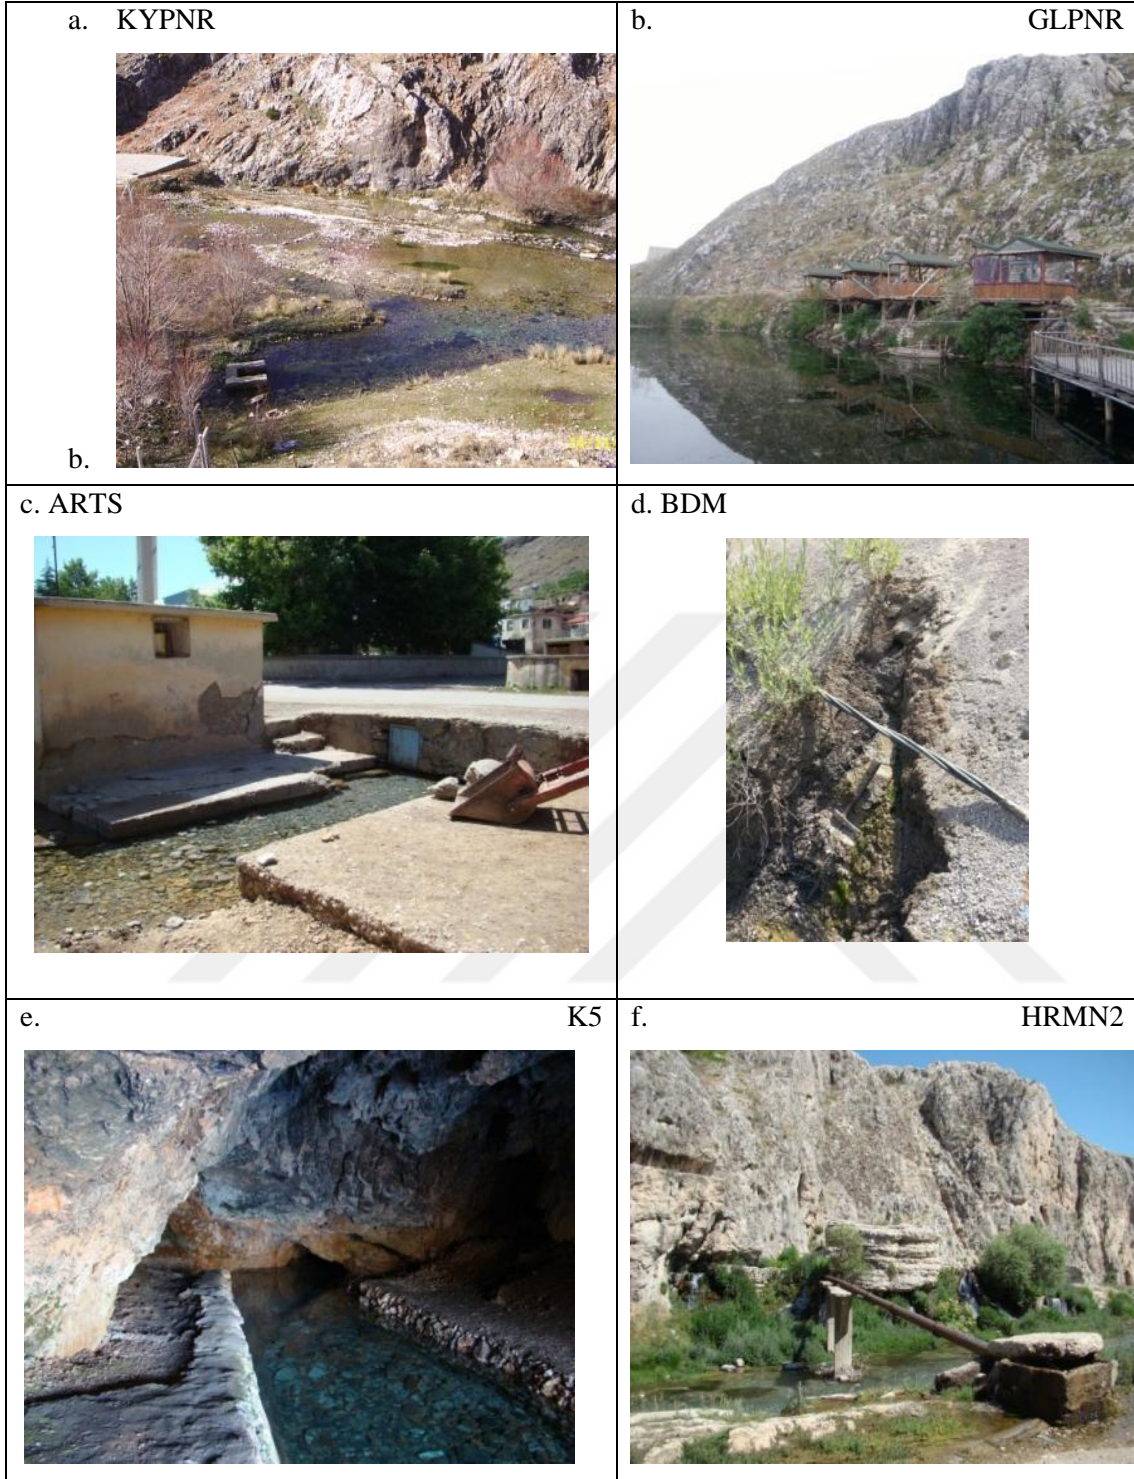 a. KYPNR
b. GLPNR
b.
c. ARTS
d. BDM
e. K5
f. HRMN2